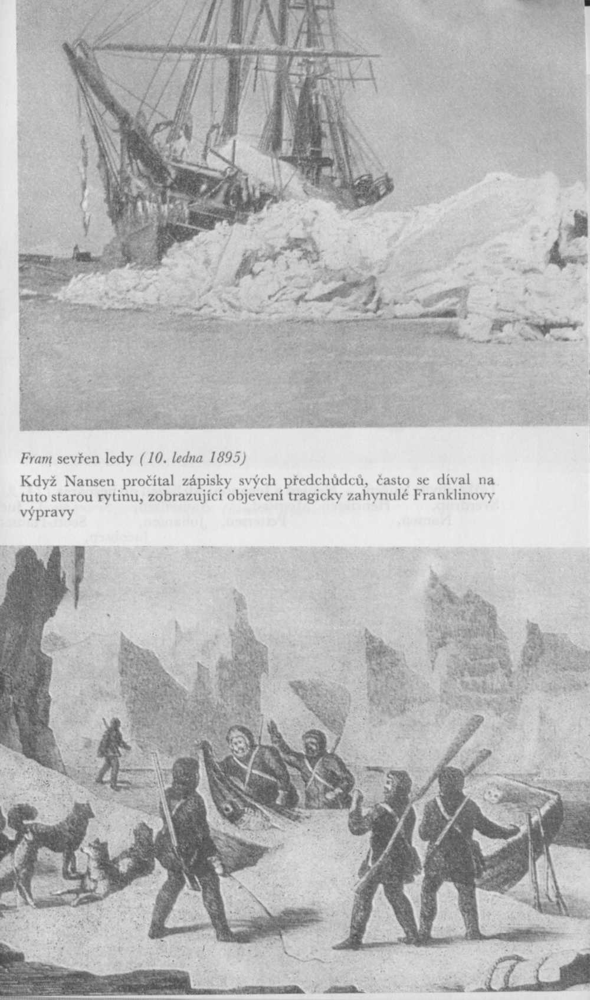 Fram sevřen ledy (10. ledna 1895)
Když Nansen pročítal zápisky svých předchůdců, často se díval na
tuto starou rytinu, zobrazující objevení tragicky zahynulé Franklinovy
výpravy